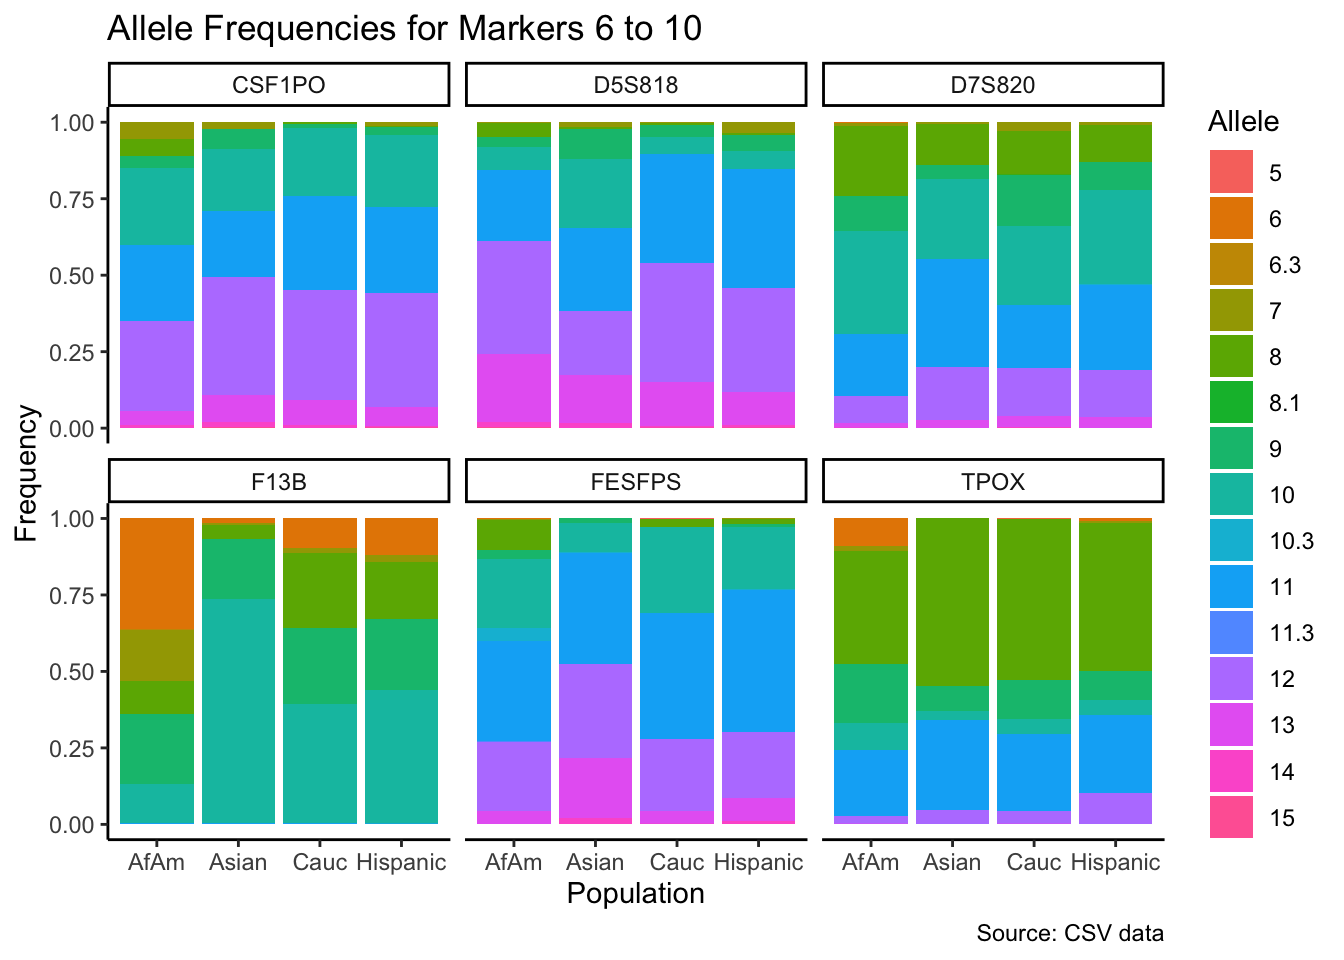 Allele Frequencies for Markers 6 to 10
CSF1PO
D5S818
D7S820
1.00
0.75
0.50
0.25
0.00
F13B
FESFPS
TPOX
1.00
0.75
0.50
0.25
0.00
Frequency
AfAm Asian Cauc Hispanic
AfAm Asian Cauc Hispanic
AfAm Asian Cauc Hispanic
Population
Allele
5
6
6.3
7
8
8.1
9
10
10.3
11
11.3
12
13
14
15
Source: CSV data